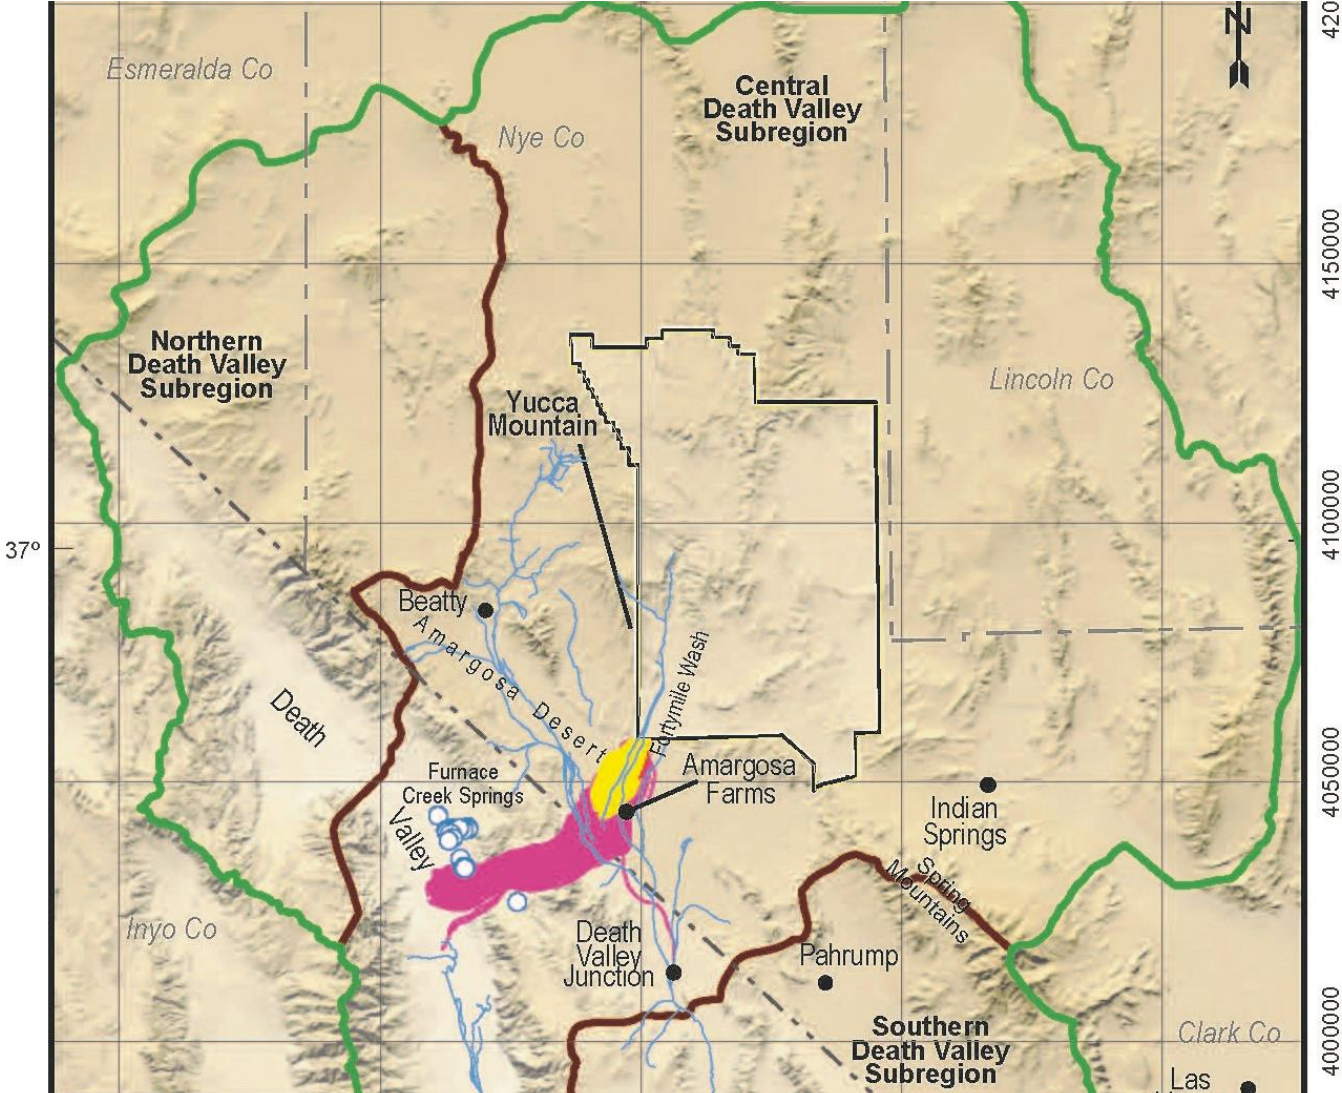 N
420
Esmeralda Co
Central
Death Valley
Subregion
Nye Co
4150000
Northern
Death Valley
Subregion
Lincoln Co
Yucca
Mountain
4100000
37º
Beatty
Amargosa Desert
Fortymile Wash
Death
Valley
4050000
Furnace
Creek Springs
Amargosa
Farms
Indian
Springs
Spring
Mountains
Inyo Co
Death
Valley
Junction
Pahrump
4000000
Southern
Death Valley
Subregion
Clark Co
Las